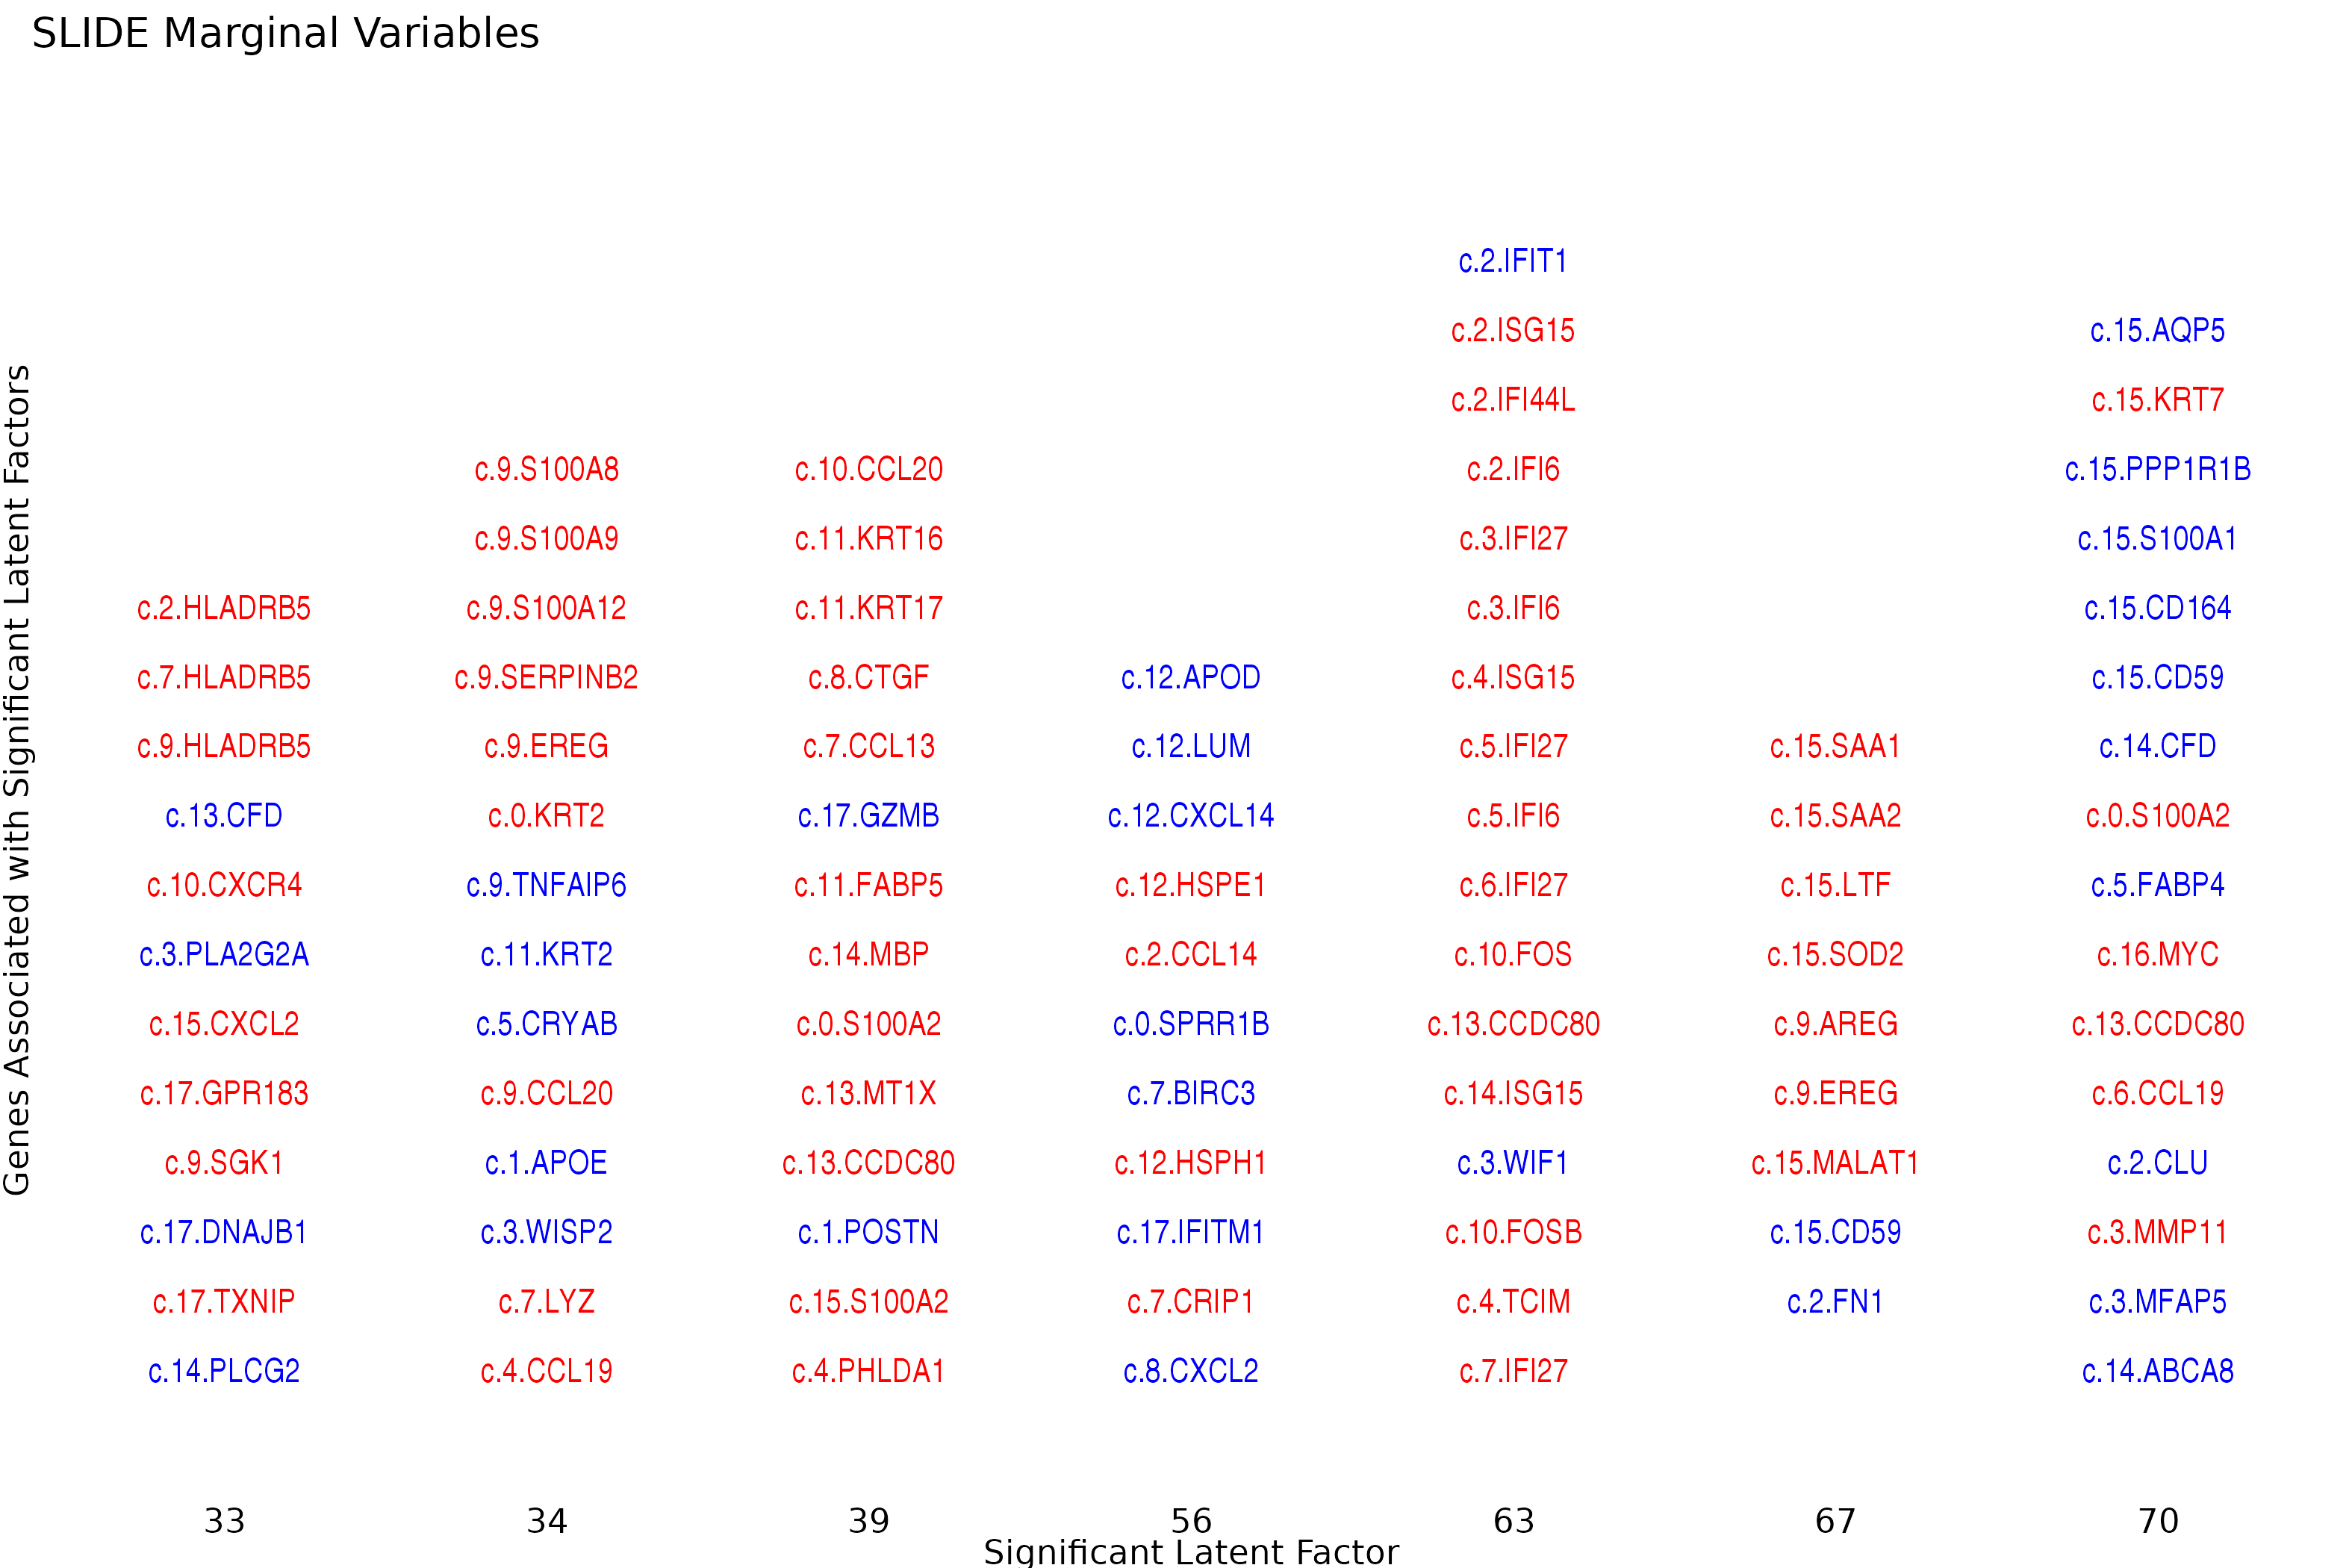 SLIDE Marginal Variables
Genes Associated with Significant Latent Factors
c.2.HLADRB5
c.7.HLADRB5
c.9.HLADRB5
c.13.CFD
c.10.CXCR4
c.3.PLA2G2A
c.15.CXCL2
c.17.GPR183
c.9.SGK1
c.17.DNAJB1
c.17.TXNIP
c.14.PLCG2
33
c.9.S100A8
c.9.S100A9
c.9.S100A12
c.9.SERPINB2
c.9.EREG
c.0.KRT2
c.9.TNFAIP6
c.11.KRT2
c.5.CRYAB
c.9.CCL20
c.1.APOE
c.3.WISP2
c.7.LYZ
c.4.CCL19
34
c.10.CCL20
c.11.KRT16
c.11.KRT17
c.8.CTGF
c.7.CCL13
c.17.GZMB
c.11.FABP5
c.14.MBP
c.0.S100A2
c.13.MT1X
c.13.CCDC80
c.1.POSTN
c.15.S100A2
c.4.PHLDA1
39
c.12.APOD
c.12.LUM
c.12.CXCL14
c.12.HSPE1
c.2.CCL14
c.0.SPRR1B
c.7.BIRC3
c.12.HSPH1
c.17.IFITM1
c.7.CRIP1
c.8.CXCL2
56
c.2.IFIT1
c.2.ISG15
c.2.IFI44L
c.2.IFI6
c.3.IFI27
c.3.IFI6
c.4.ISG15
c.5.IFI27
c.5.IFI6
c.6.IFI27
c.10.FOS
c.13.CCDC80
c.14.ISG15
c.3.WIF1
c.10.FOSB
c.4.TCIM
c.7.IFI27
63
c.15.SAA1
c.15.SAA2
c.15.LTF
c.15.SOD2
c.9.AREG
c.9.EREG
c.15.MALAT1
c.15.CD59
c.2.FN1
67
c.15.AQP5
c.15.KRT7
c.15.PPP1R1B
c.15.S100A1
c.15.CD164
c.15.CD59
c.14.CFD
c.0.S100A2
c.5.FABP4
c.16.MYC
c.13.CCDC80
c.6.CCL19
c.2.CLU
c.3.MMP11
c.3.MFAP5
c.14.ABCA8
70
Significant Latent Factor